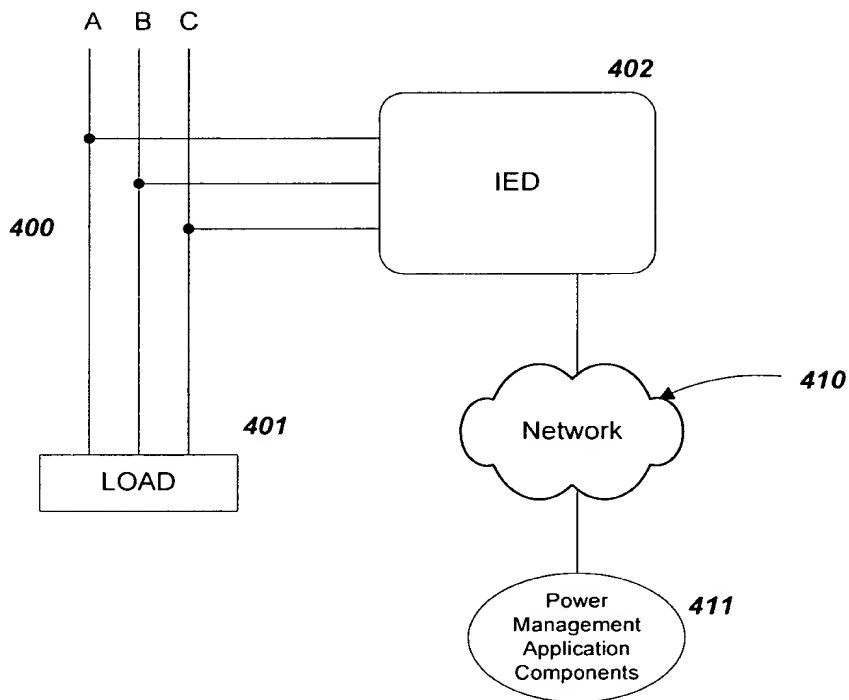 A B C
402
IED
400
410
Network
401
LOAD
Power
Management
Application
Components
411